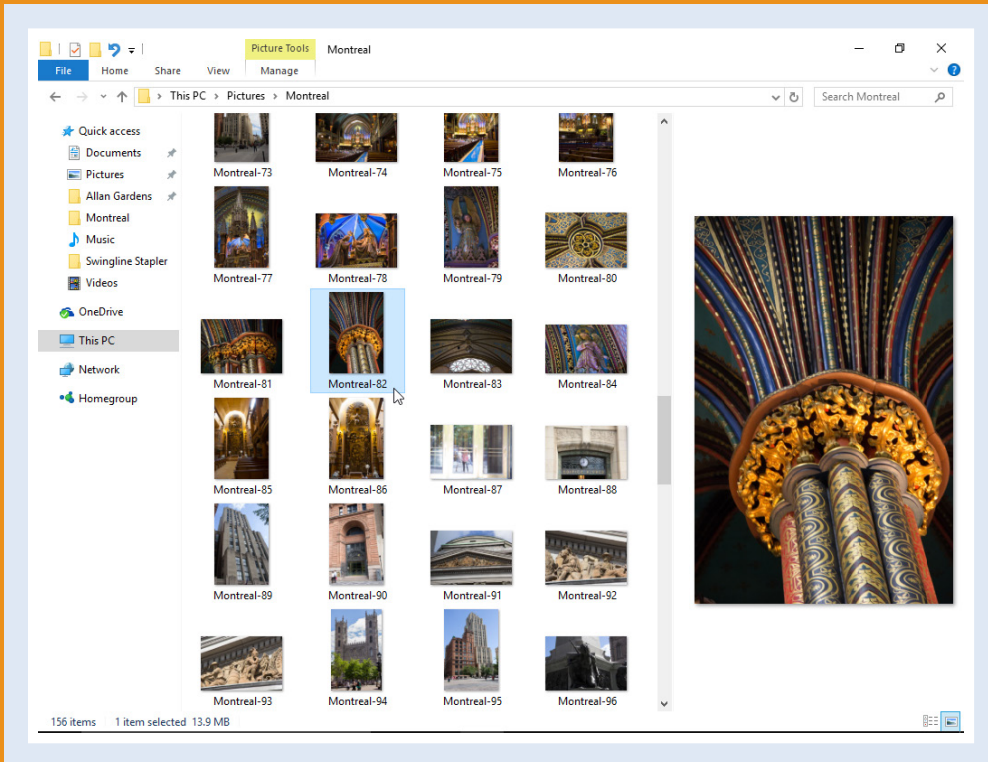 Picture Tools Montreal
File Home Share View Manage
This PC Pictures Montreal
Search Montreal
Quick access
Documents
Pictures
Allan Gardens
Montreal
Music
Swingline Stapler
Videos
OneDrive
This PC
Network
Homegroup
Montreal-73 Montreal-74 Montreal-75 Montreal-76
Montreal-77 Montreal-78 Montreal-79 Montreal-80
Montreal-81 Montreal-82 Montreal-83 Montreal-84
Montreal-85 Montreal-86 Montreal-87 Montreal-88
Montreal-89 Montreal-90 Montreal-91 Montreal-92
Montreal-93 Montreal-94 Montreal-95 Montreal-96
156 items 1 item selected 13.9 MB